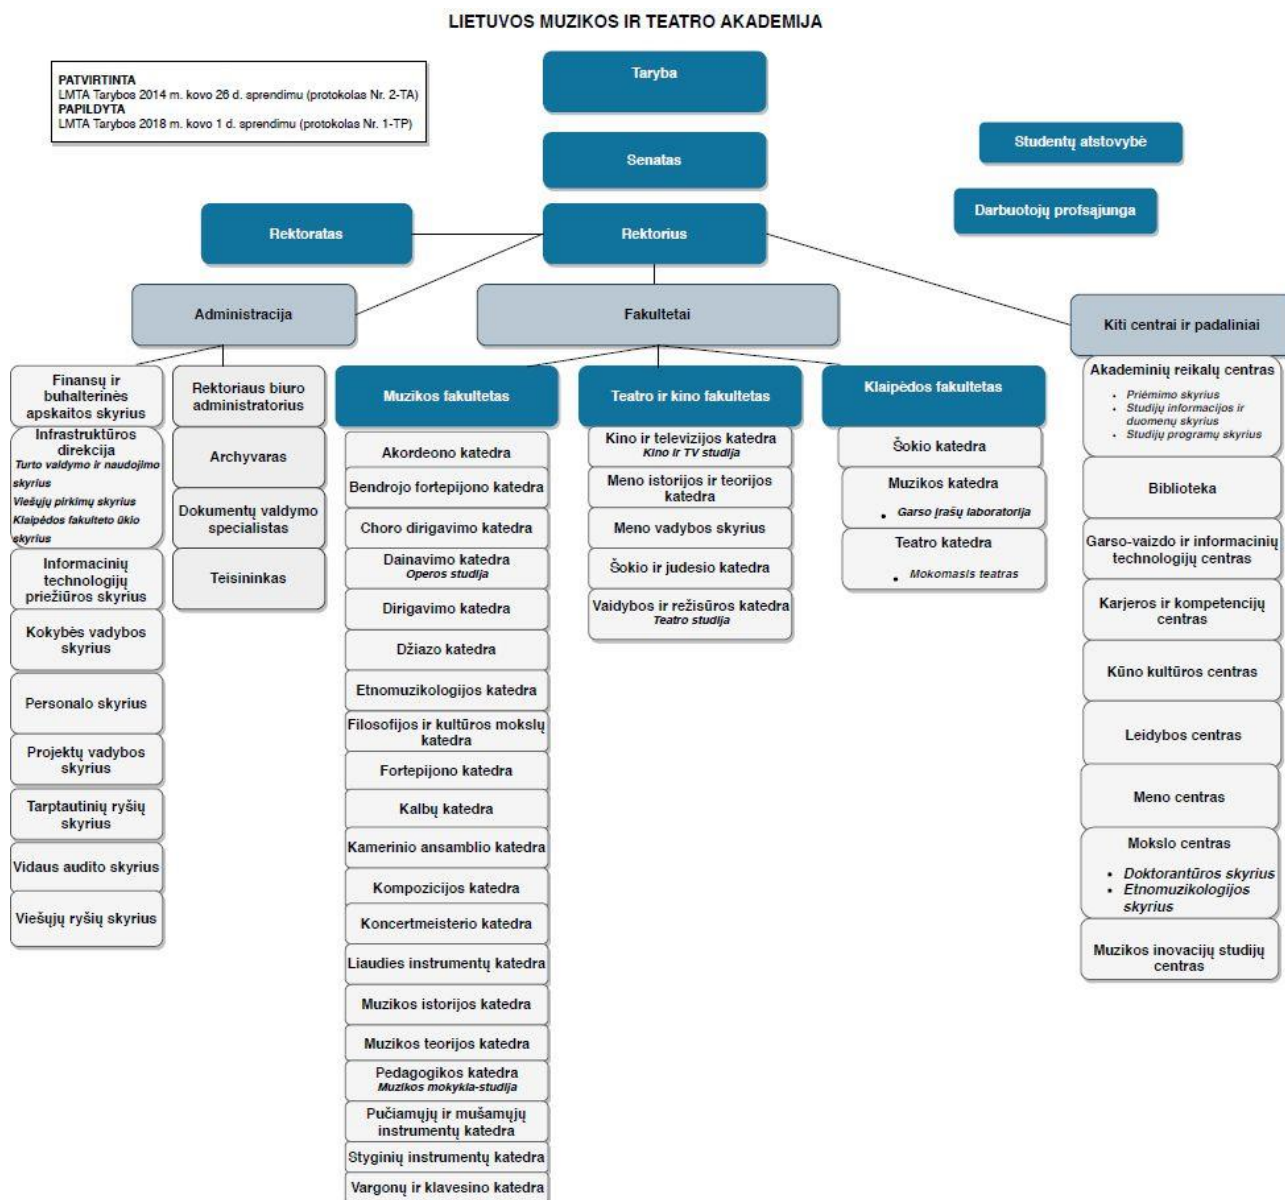 LIETUVOS MUZIKOS IR TEATRO AKADEMIJA
PATVIRTINTA
LMTA Tarybos 2014 m. kovo 26 d. sprendimu (protokolas Nr. 2-TA)
PAPILDYTA
LMTA Tarybos 2018 m. kovo 1 d. sprendimu (protokolas Nr. 1-TP)
Taryba
Senatas
Studentų atstovybė
Darbuotojų profsąjunga
Rektoratas
Rektorius
Administracija
Fakultetai
Kiti centrai ir padaliniai
Finansų ir
buhalterinės
apskaitos skyrius
Infrastruktūros
direkcija
Turto valdymo ir naudojimo
skyrius
Viešųjų pirkimų skyrius
Klaipėdos fakulteto ūkio
skyrius
Informacinių
technologijų
priežiūros skyrius
Kokybės vadybos
skyrius
Personalo skyrius
Projektų vadybos
skyrius
Tarptautinių ryšių
skyrius
Vidaus audito skyrius
Viešųjų ryšių skyrius
Rektoriaus biuro
administratorius
Archyvaras
Dokumentų valdymo
specialistas
Teisininkas
Muzikos fakultetas
Akordeono katedra
Bendrojo fortepijono katedra
Choro dirigavimo katedra
Dainavimo katedra
Operos studija
Dirigavimo katedra
Džiazo katedra
Etnomuzikologijos katedra
Filosofijos ir kultūros mokslų
katedra
Fortepijono katedra
Kalbų katedra
Kamerinio ansamblio katedra
Kompozicijos katedra
Koncertmeisterio katedra
Liaudies instrumentų katedra
Muzikos istorijos katedra
Muzikos teorijos katedra
Pedagogikos katedra
Muzikos mokykla-studija
Pučiamųjų ir mušamųjų
instrumentų katedra
Styginių instrumentų katedra
Vargonų ir klavesino katedra
Teatro ir kino fakultetas
Kino ir televizijos katedra
Kino ir TV studija
Meno istorijos ir teorijos
katedra
Meno vadybos skyrius
Šokio ir judesio katedra
Vaidybos ir režisūros katedra
Teatro studija
Klaipėdos fakultetas
Šokio katedra
Muzikos katedra
• Garso įrašų laboratorija
Teatro katedra
• Mokomasis teatras
Akademinių reikalų centras
• Priėmimo skyrius
• Studijų informacijos ir
duomenų skyrius
• Studijų programų skyrius
Biblioteka
Garso-vaizdo ir informacinių
technologijų centras
Karjeros ir kompetencijų
centras
Kūno kultūros centras
Leidybos centras
Meno centras
Mokslo centras
• Doktorantūros skyrius
• Etnomuzikologijos
skyrius
Muzikos inovacijų studijų
centras